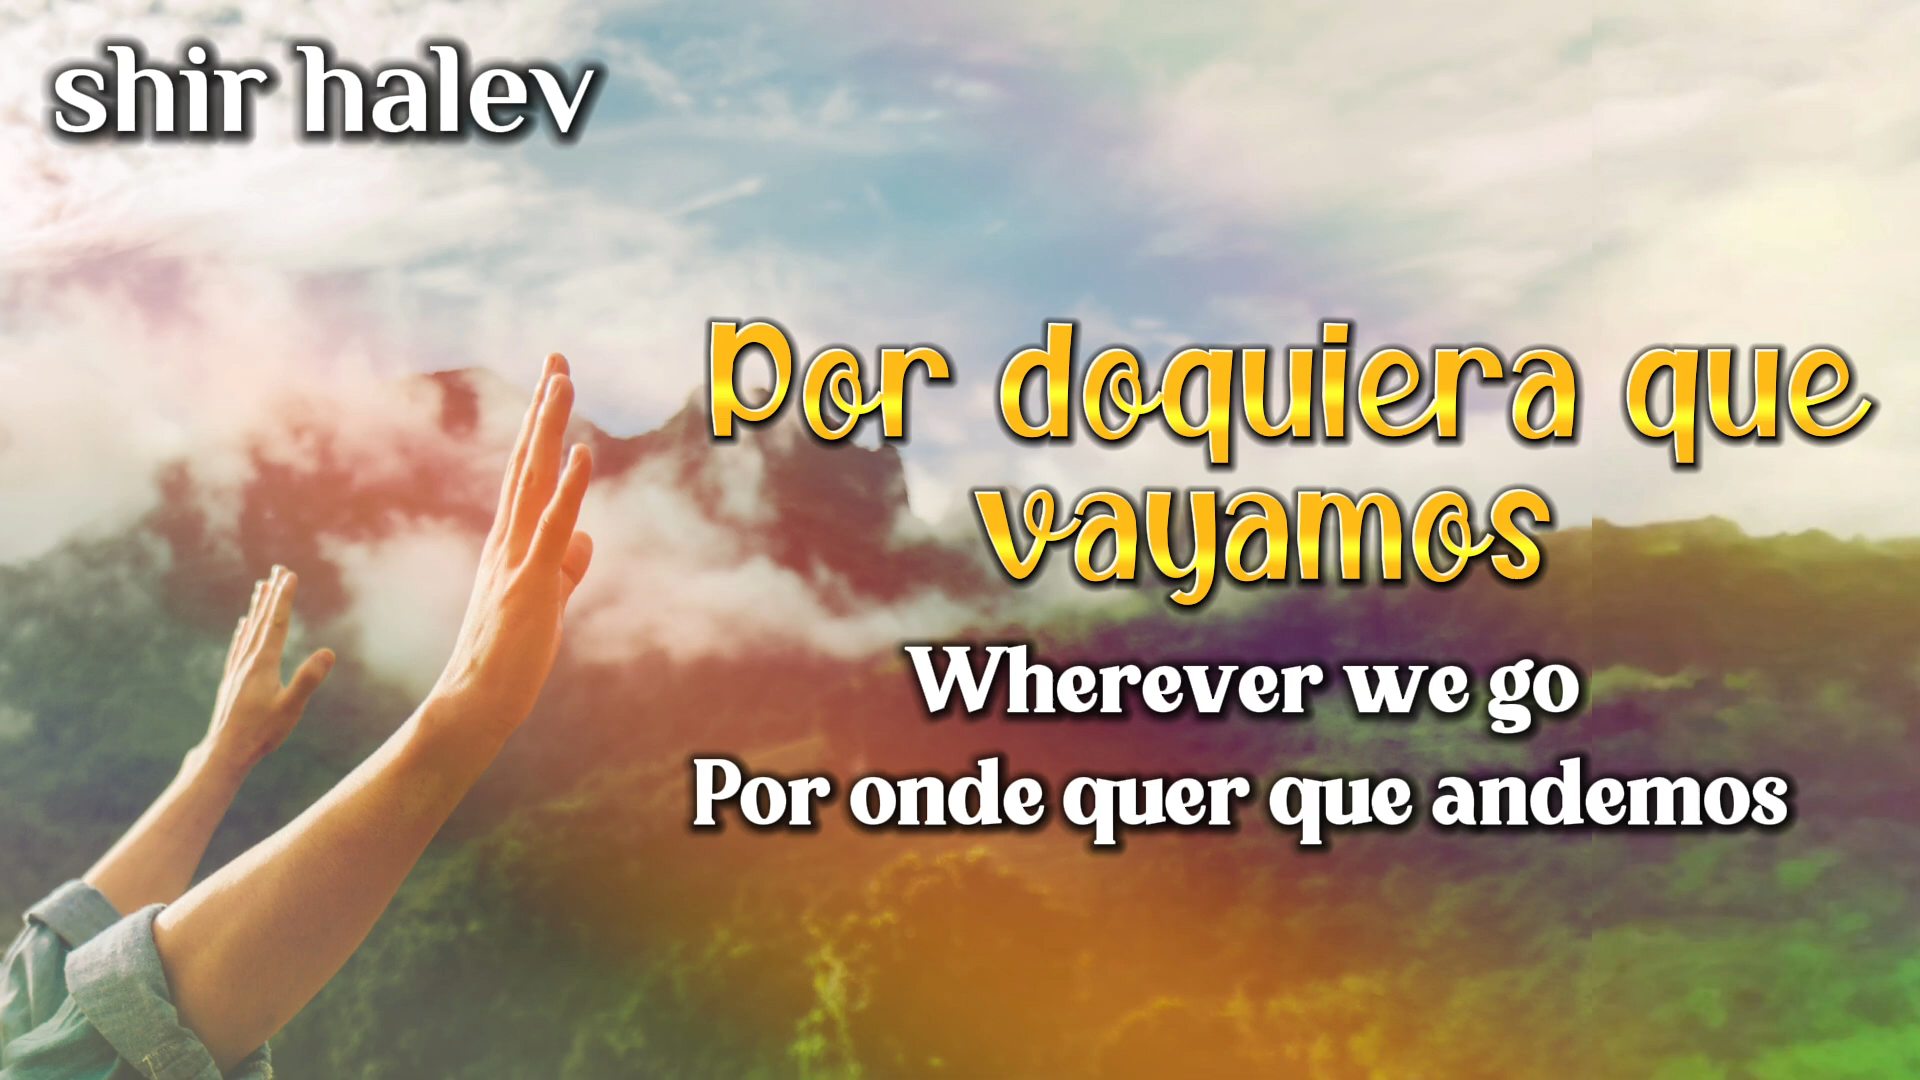 shir halev
Por doquiera que
vayamos
Wherever we go
Por onde quer que andemos